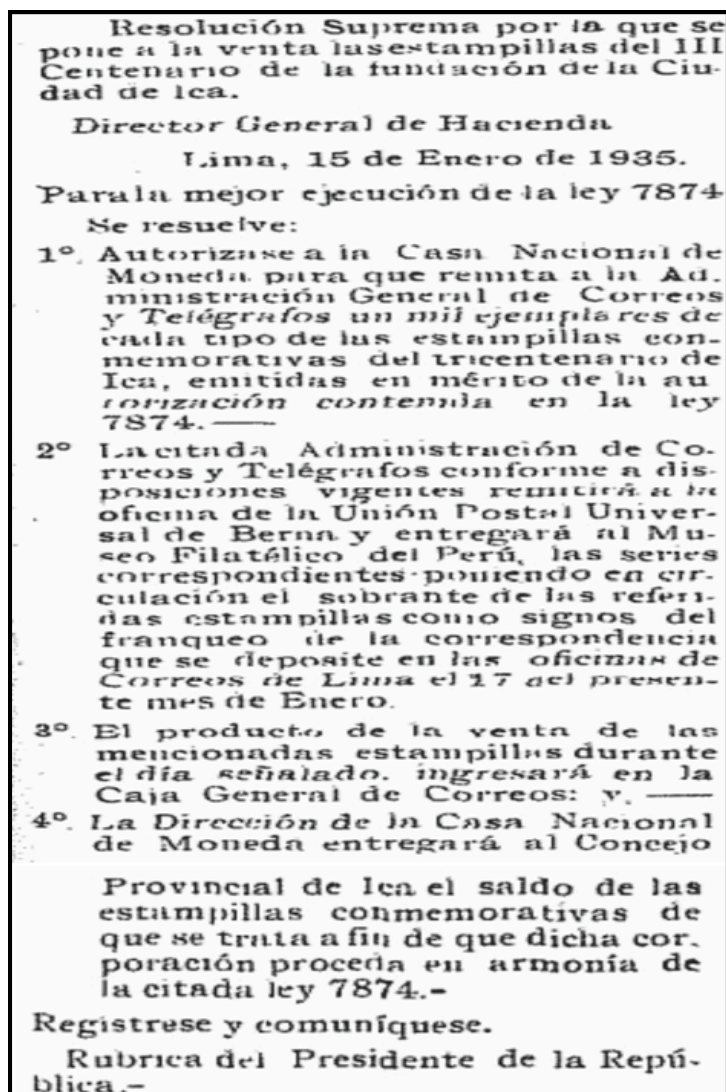 Resolución Suprema por la que se
pone a la venta lasestampillas del III
Centenario de la fundación de la Ciu-
dad de Ica.
Director General de Hacienda
Lima, 15 de Enero de 1935.
Para la mejor ejecución de la ley 7874
Se resuelve:
1º. Autorízase a la Casa Nacional de
Moneda para que remita a la Ad.
ministración General de Correos
y Telégrafos un mil ejemplares de
cada tipo de las estampillas con-
memorativas del tricentenario de
Ica, emitidas en mérito de la au
torización contenida en la ley
7874.—
2º La citada Administración de Co-
rreos y Telégrafos conforme a dis-
posiciones vigentes remitirá a la
oficina de la Unión Postal Univer-
sal de Berna y entregará al Mu-
seo Filatélico del Perú, las series
correspondientes poniendo en cir-
culación el sobrante de las referi-
das estampillas como signos del
franqueo de la correspondencia
que se deposite en las oficinas de
Correos de Lima el 17 del presen-
te mes de Enero.
3º. El producto de la venta de las
mencionadas estampillas durante
el día señalado. ingresará en la
Caja General de Correos: y. —
4º. La Dirección de la Casa Nacional
de Moneda entregará al Concejo
Provincial de Ica el saldo de las
estampillas conmemorativas de
que se trata a fin de que dicha cor.
poración proceda en armonía de
la citada ley 7874.-
Regístrese y comuníquese.
Rubrica del Presidente de la Repú-
blica.-